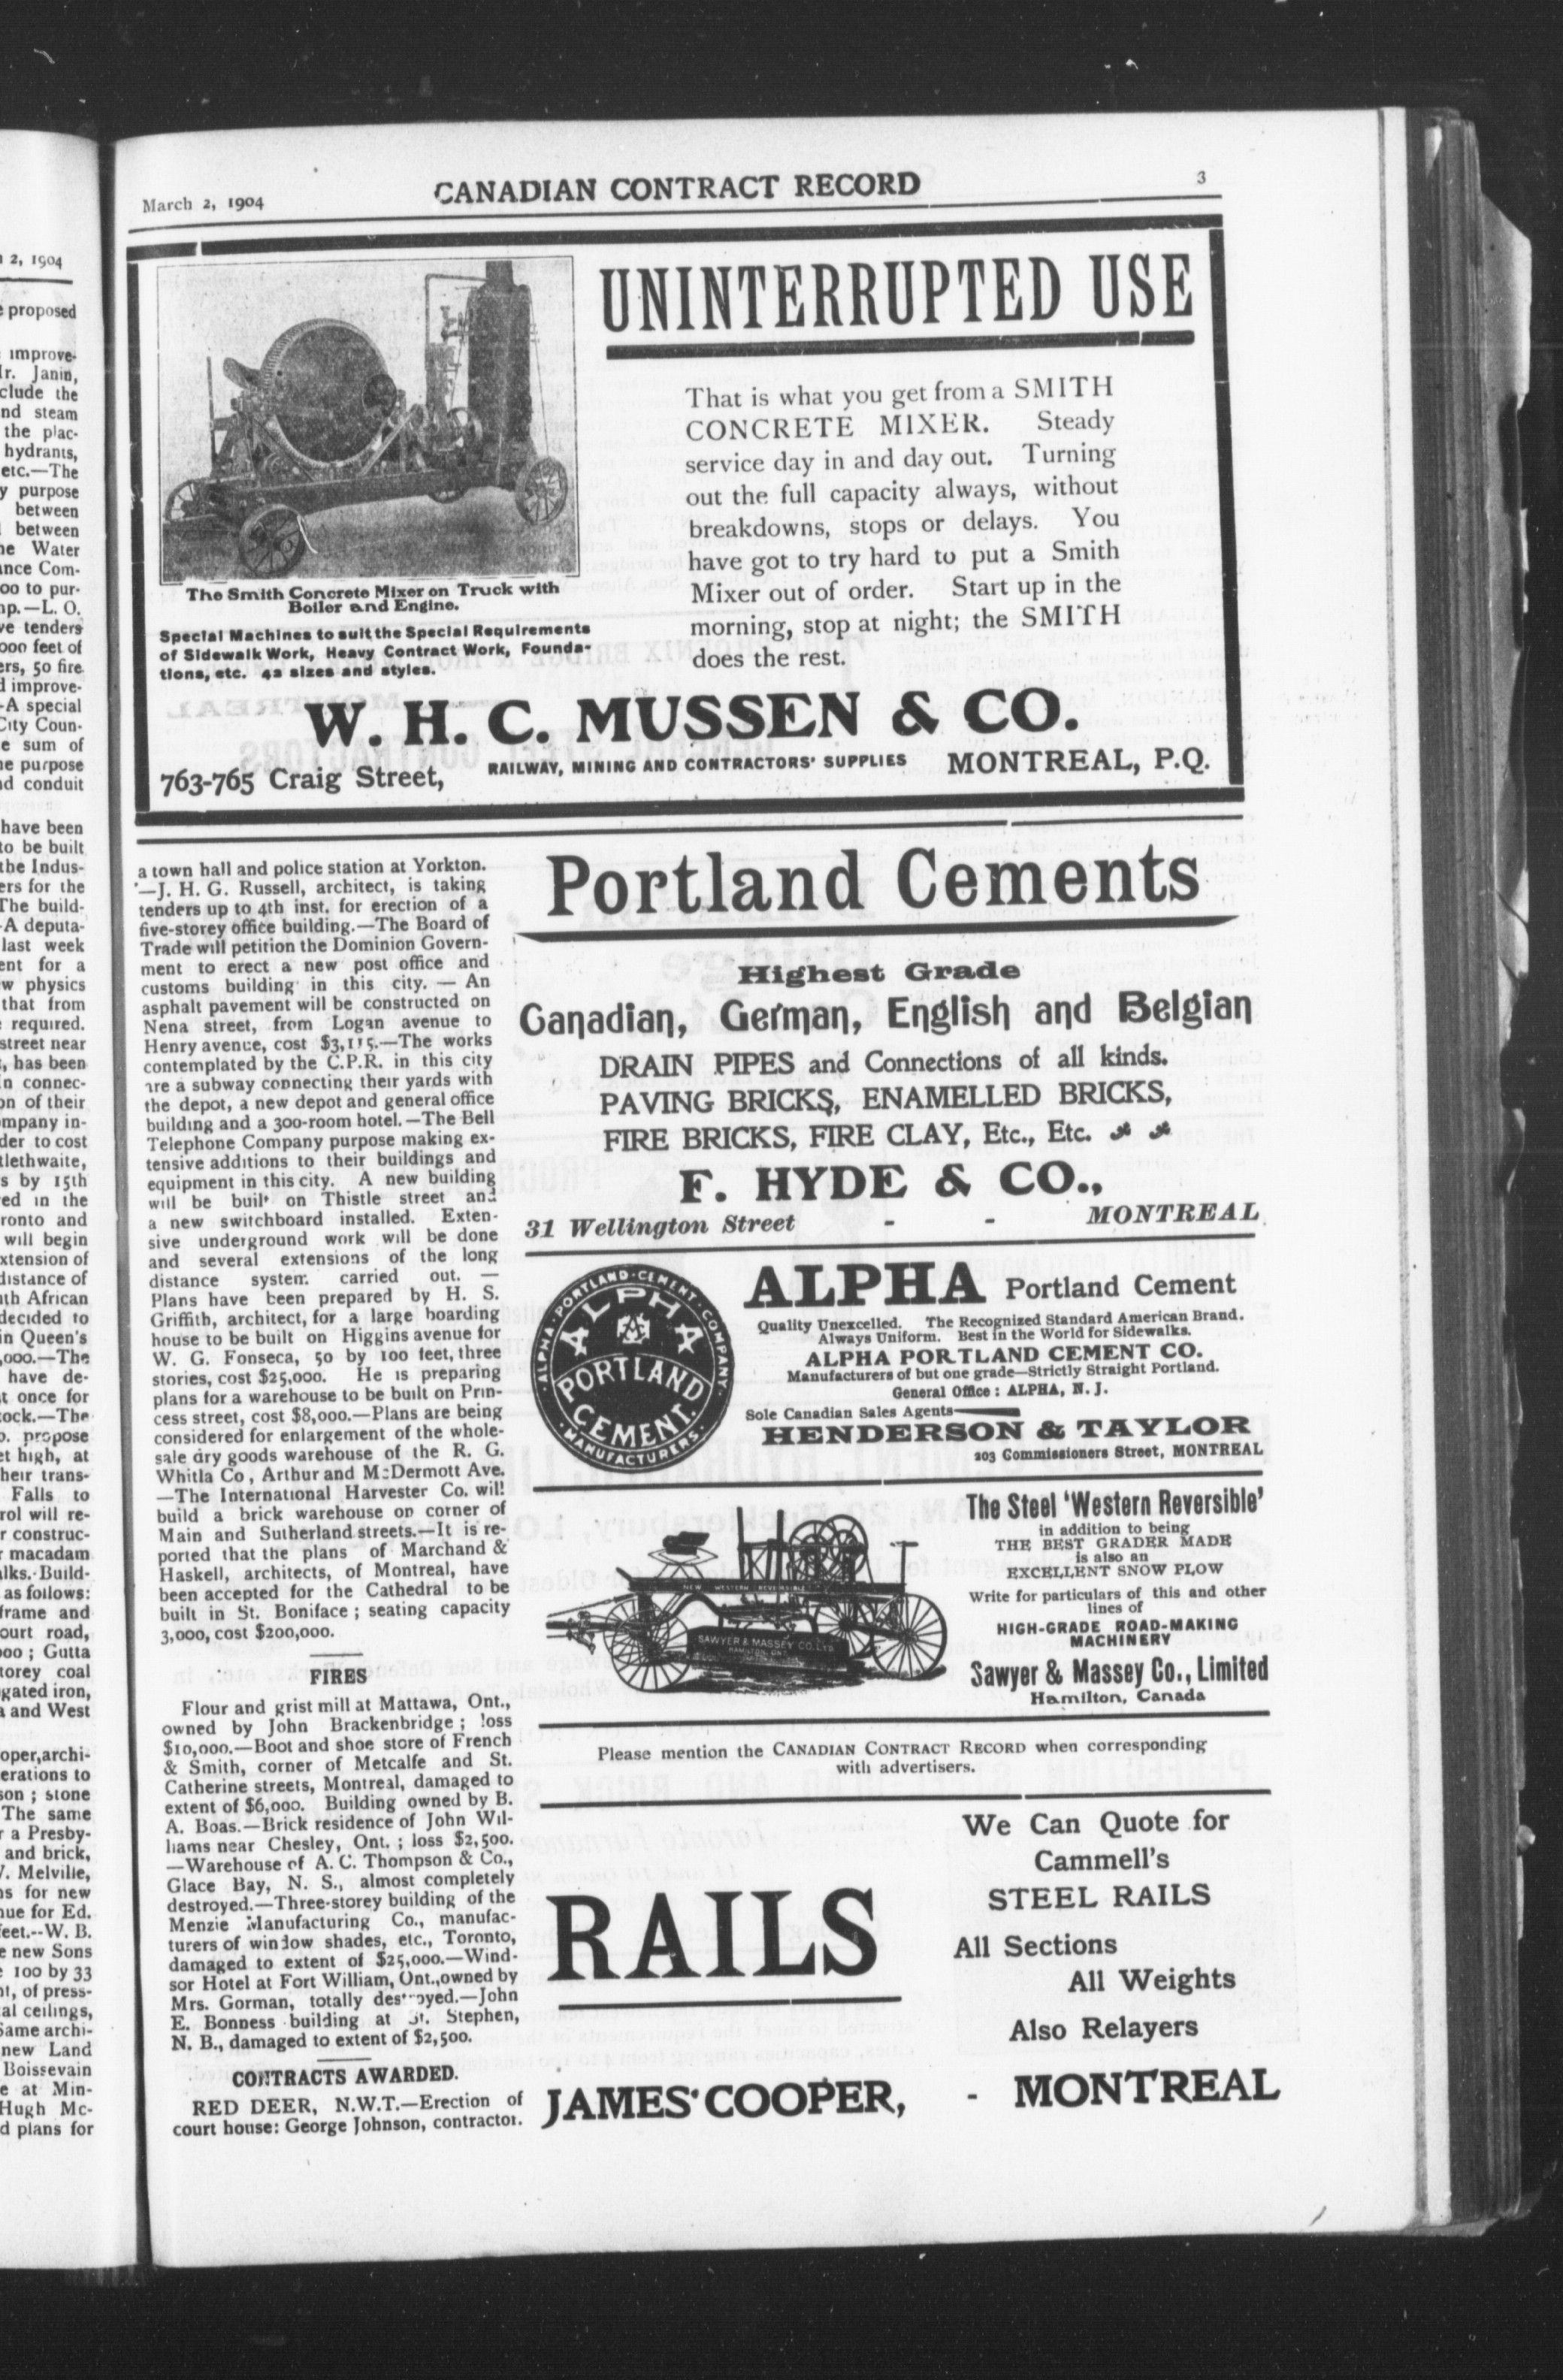 March 2, 1904
CANADIAN CONTRACT RECORD
3
UNINTERRUPTED USE
The Smith Concrete Mixer on Truck with
Boiler and Engine.
Special Machines to suit the Special Requirements
of Sidewalk Work, Heavy Contract Work, Founda-
tions, etc. 42 sizes and styles.
That is what you get from a SMITH
CONCRETE MIXER. Steady
service day in and day out. Turning
out the full capacity always, without
breakdowns, stops or delays. You
have got to try hard to put a Smith
Mixer out of order. Start up in the
morning, stop at night; the SMITH
does the rest.
W. H. C. MUSSEN & CO.
763-765 Craig Street,
RAILWAY, MINING AND CONTRACTORS' SUPPLIES
MONTREAL, P.Q.
a town hall and police station at Yorkton.
—J. H. G. Russell, architect, is taking
tenders up to 4th inst. for erection of a
five-storey office building.—The Board of
Trade will petition the Dominion Govern-
ment to erect a new post office and
customs building in this city. — An
asphalt pavement will be constructed on
Nena street, from Logan avenue to
Henry avenue, cost $3,115.—The works
contemplated by the C.P.R. in this city
are a subway connecting their yards with
the depot, a new depot and general office
building and a 300-room hotel.—The Bell
Telephone Company purpose making ex-
tensive additions to their buildings and
equipment in this city. A new building
will be built on Thistle street and
a new switchboard installed. Exten-
sive underground work will be done
and several extensions of the long
distance system carried out. —
Plans have been prepared by H. S.
Griffith, architect, for a large boarding
house to be built on Higgins avenue for
W. G. Fonseca, 50 by 100 feet, three
stories, cost $25,000. He is preparing
plans for a warehouse to be built on Prin-
cess street, cost $8,000.—Plans are being
considered for enlargement of the whole-
sale dry goods warehouse of the R. G.
Whitla Co, Arthur and McDermott Ave.
—The International Harvester Co. will
build a brick warehouse on corner of
Main and Sutherland streets.—It is re-
ported that the plans of Marchand &
Haskell, architects, of Montreal, have
been accepted for the Cathedral to be
built in St. Boniface ; seating capacity
3,000, cost $200,000.
FIRES
Flour and grist mill at Mattawa, Ont.,
owned by John Brackenbridge ; loss
$10,000.—Boot and shoe store of French
& Smith, corner of Metcalfe and St.
Catherine streets, Montreal, damaged to
extent of $6,000. Building owned by B.
A. Boas.—Brick residence of John Wil-
liams near Chesley, Ont. ; loss $2,500.
—Warehouse of A. C. Thompson & Co.,
Glace Bay, N. S., almost completely
destroyed.—Three-storey building of the
Menzie Manufacturing Co., manufac-
turers of window shades, etc., Toronto,
damaged to extent of $25,000.—Wind-
sor Hotel at Fort William, Ont.,owned by
Mrs. Gorman, totally destroyed.—John
E. Bonness building at St. Stephen,
N. B., damaged to extent of $2,500.
CONTRACTS AWARDED.
RED DEER, N.W.T.—Erection of
court house: George Johnson, contractor.
Portland Cements
Highest Grade
Canadian, German, English and Belgian
DRAIN PIPES and Connections of all kinds.
PAVING BRICKS, ENAMELLED BRICKS,
FIRE BRICKS, FIRE CLAY, Etc., Etc.
F. HYDE & CO.,
31 Wellington Street - - MONTREAL
ALPHA · PORTLAND · CEMENT · COMPANY ·
ALPHA
PORTLAND
CEMENT.
· MANUFACTURERS ·
ALPHA Portland Cement
Quality Unexcelled. The Recognized Standard American Brand.
Always Uniform. Best in the World for Sidewalks.
ALPHA PORTLAND CEMENT CO.
Manufacturers of but one grade—Strictly Straight Portland.
General Office : ALPHA, N. J.
Sole Canadian Sales Agents
HENDERSON & TAYLOR
203 Commissioners Street, MONTREAL
NEW WESTERN REVERSIBLE
SAWYER & MASSEY CO. LTD.
HAMILTON, ONT.
The Steel 'Western Reversible'
in addition to being
THE BEST GRADER MADE
is also an
EXCELLENT SNOW PLOW
Write for particulars of this and other
lines of
HIGH-GRADE ROAD-MAKING
MACHINERY
Sawyer & Massey Co., Limited
Hamilton, Canada
Please mention the CANADIAN CONTRACT RECORD when corresponding
with advertisers.
RAILS
We Can Quote for
Cammell's
STEEL RAILS
All Sections
All Weights
Also Relayers
JAMES COOPER, - MONTREAL